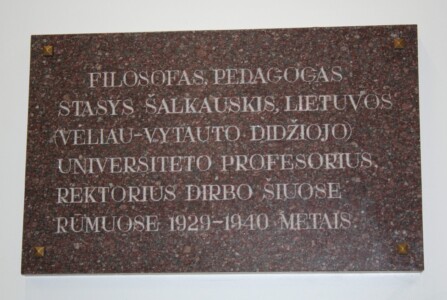 FILOSOFAS, PEDAGOGAS
STASYS ŠALKAUSKIS, LIETUVOS
(VĖLIAU-VYTAUTO DIDŽIOJO)
UNIVERSITETO PROFESORIUS,
REKTORIUS DIRBO ŠIUOSE
RŪMUOSE 1929-1940 METAIS.